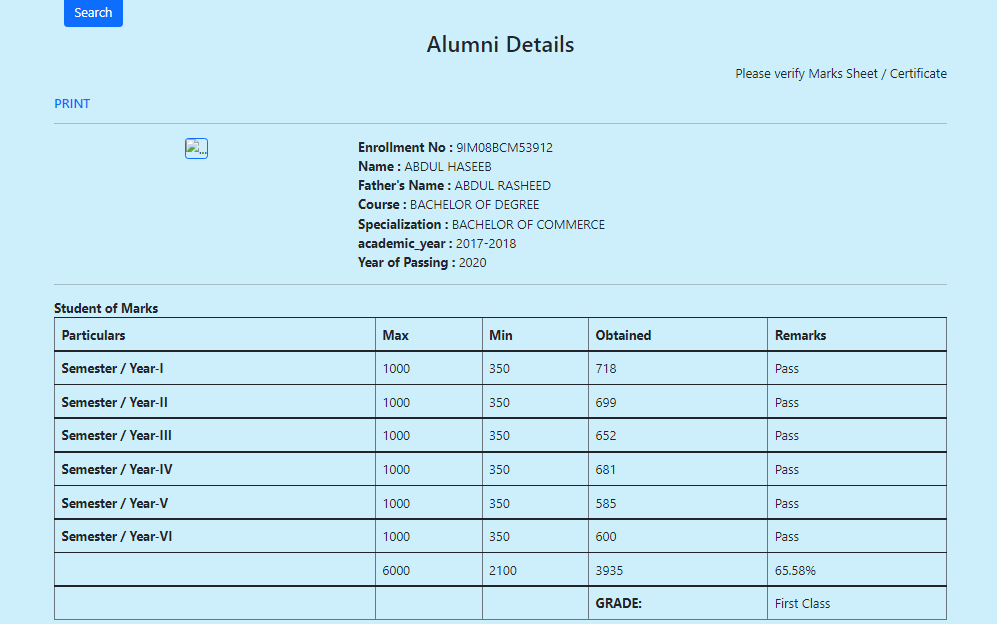 Search
Alumni Details
Please verify Marks Sheet / Certificate
PRINT
Enrollment No : 9IM08BCM53912
Name : ABDUL HASEEB
Father's Name : ABDUL RASHEED
Course : BACHELOR OF DEGREE
Specialization : BACHELOR OF COMMERCE
academic_year : 2017-2018
Year of Passing : 2020
Student of Marks
Particulars Max Min Obtained Remarks
Semester / Year-I 1000 350 718 Pass
Semester / Year-II 1000 350 699 Pass
Semester / Year-III 1000 350 652 Pass
Semester / Year-IV 1000 350 681 Pass
Semester / Year-V 1000 350 585 Pass
Semester / Year-VI 1000 350 600 Pass
6000 2100 3935 65.58%
GRADE: First Class